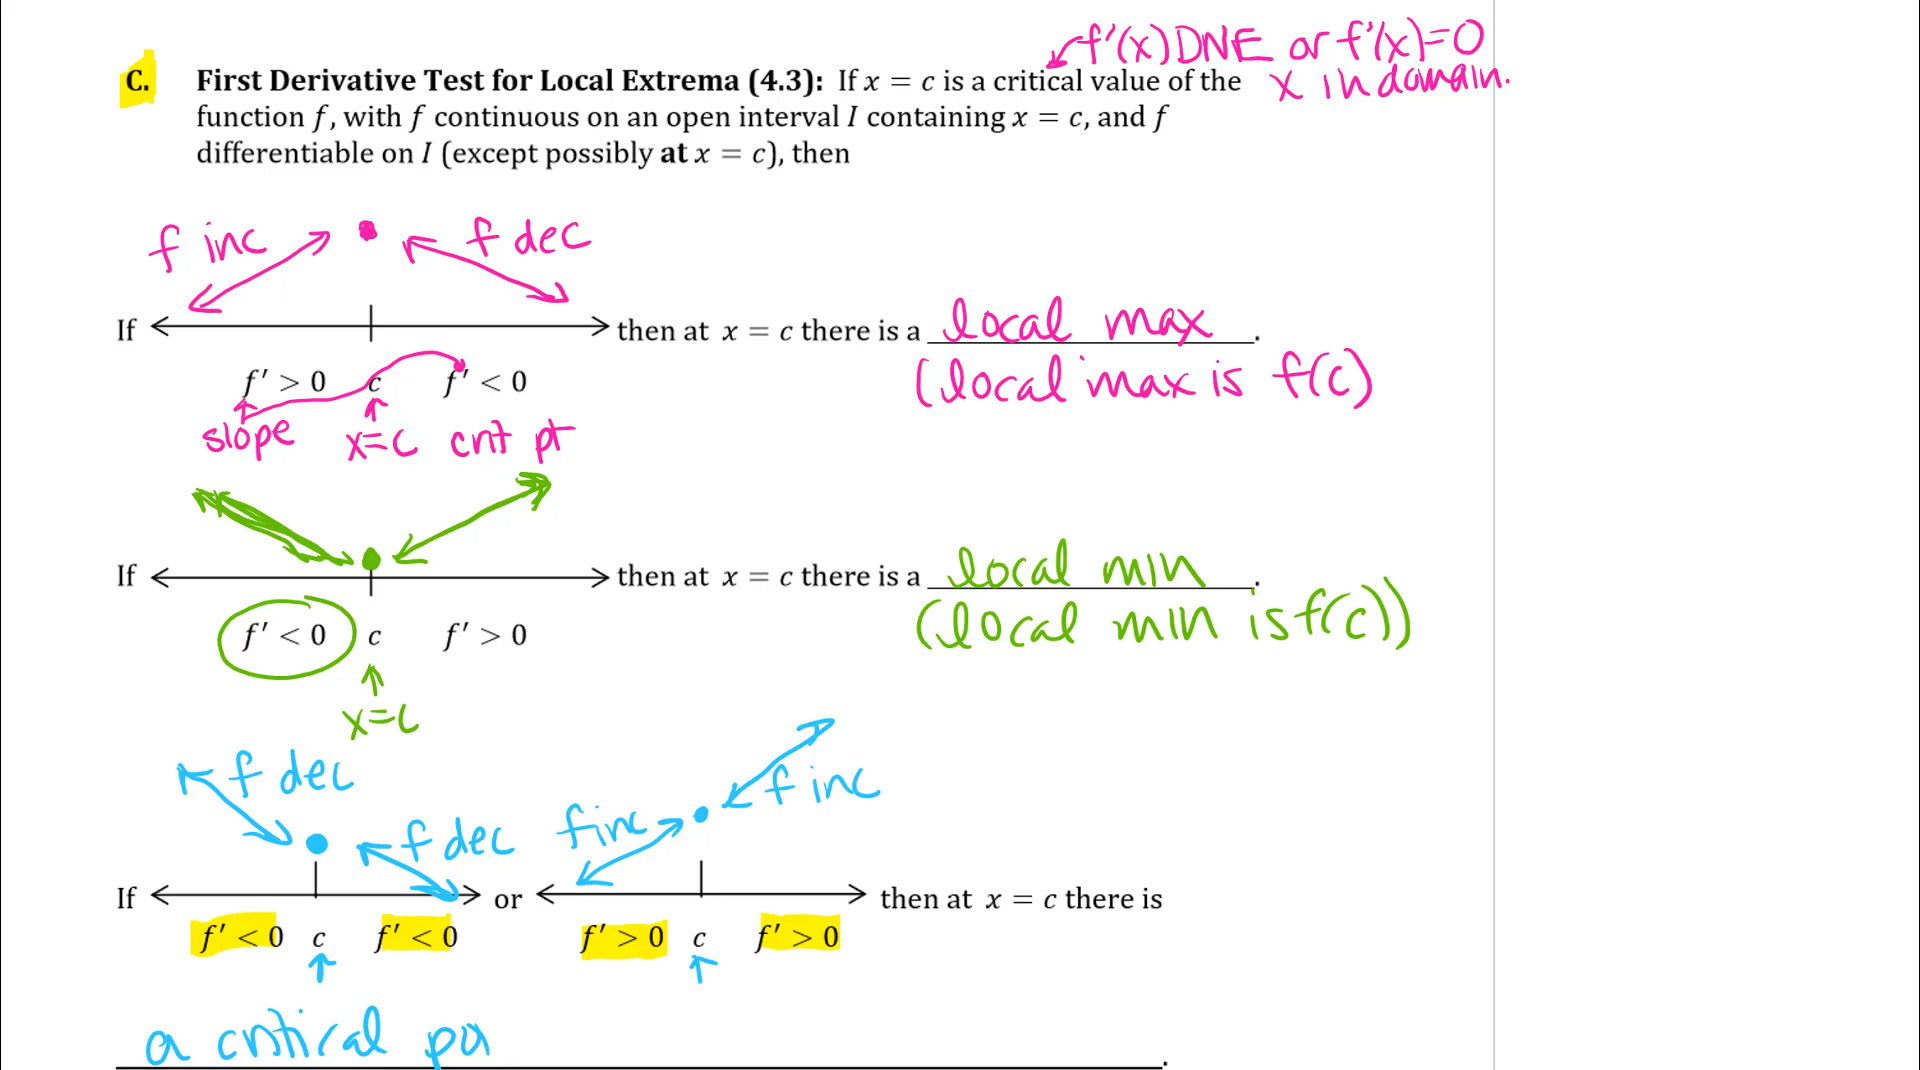 f'(x) DNE or f'(x)=0
x in domain.
C. First Derivative Test for Local Extrema (4.3): If x = c is a critical value of the
function f, with f continuous on an open interval I containing x = c, and f
differentiable on I (except possibly at x = c), then
f inc f dec
If then at x = c there is a local max.
(local max is f(c)
f' > 0 c f' < 0
slope x=c crit pt
If then at x = c there is a local min.
(local min is f(c))
f' < 0 c f' > 0
x=c
f dec f inc
f dec f inc
If or then at x = c there is
f' < 0 c f' < 0 f' > 0 c f' > 0
a critical po
.